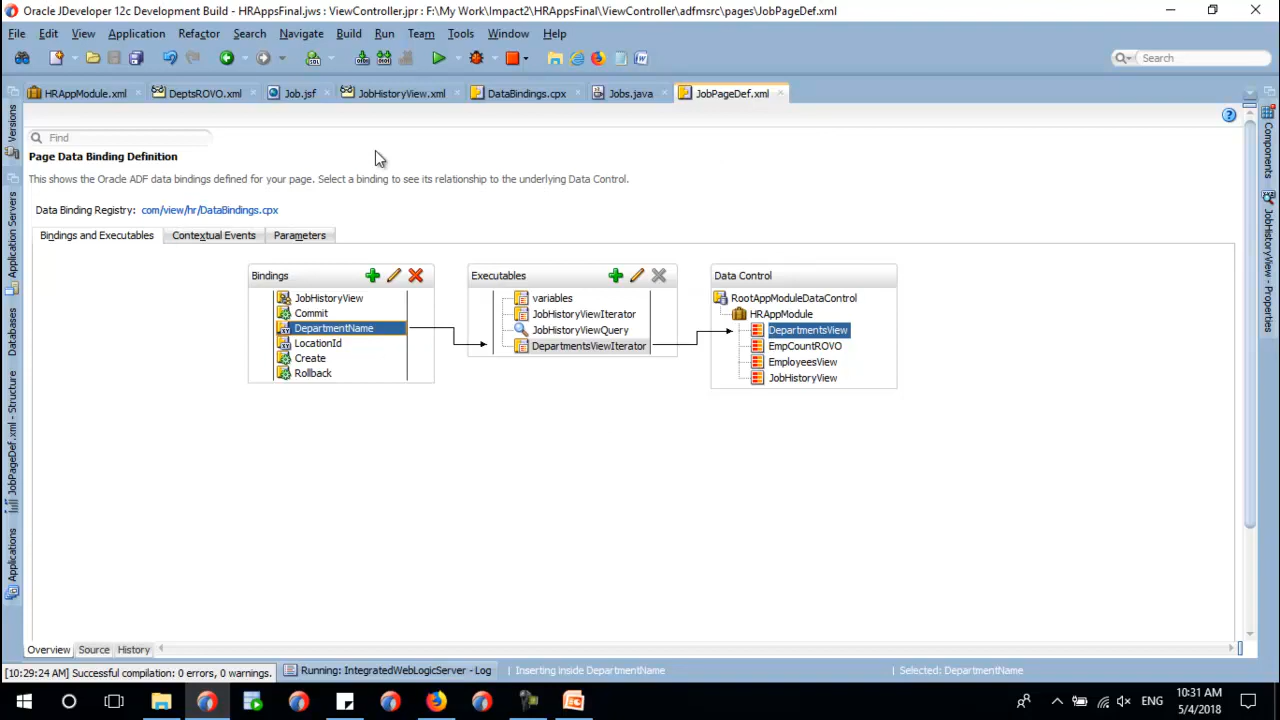 Oracle JDeveloper 12c Development Build - HRAppsFinal.jws : ViewController.jpr : F:\My Work\Impact2\HRAppsFinal\ViewController\adfmsrc\pages\JobPageDef.xml
File Edit View Application Refactor Search Navigate Build Run Team Tools Window Help
Search
HRAppModule.xml DeptsROVO.xml Job.jsf JobHistoryView.xml DataBindings.cpx Jobs.java JobPageDef.xml
Find
Page Data Binding Definition
This shows the Oracle ADF data bindings defined for your page. Select a binding to see its relationship to the underlying Data Control.
Data Binding Registry: com/view/hr/DataBindings.cpx
Bindings and Executables Contextual Events Parameters
Bindings
JobHistoryView
Commit
DepartmentName
LocationId
Create
Rollback
Executables
variables
JobHistoryViewIterator
JobHistoryViewQuery
DepartmentsViewIterator
Data Control
RootAppModuleDataControl
HRAppModule
DepartmentsView
EmpCountROVO
EmployeesView
JobHistoryView
Versions
Application Servers
Databases
JobPageDef.xml - Structure
Applications
Components
JobHistoryView - Properties
Overview Source History
[10:29:24 AM] Successful compilation: 0 errors, 0 warnings. Running: IntegratedWebLogicServer - Log Inserting inside DepartmentName Selected: DepartmentName
ENG
10:31 AM
5/4/2018